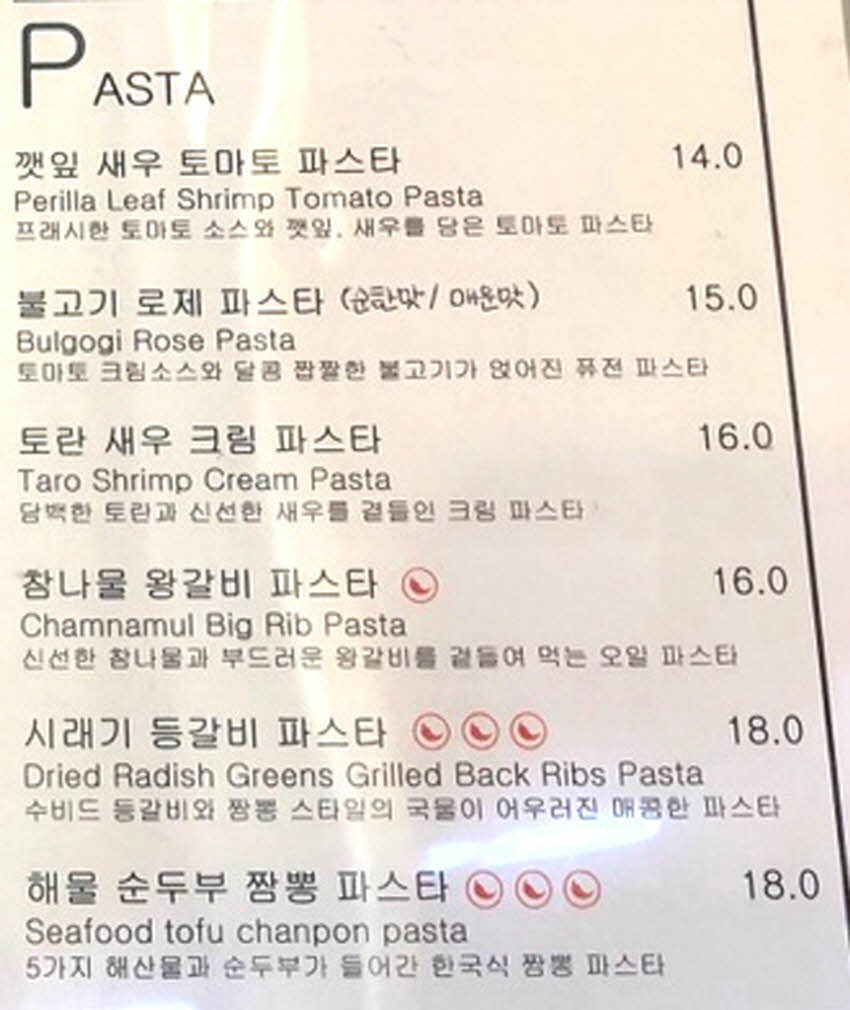 PASTA
깻잎 새우 토마토 파스타 14.0
Perilla Leaf Shrimp Tomato Pasta
프래시한 토마토 소스와 깻잎, 새우를 담은 토마토 파스타
불고기 로제 파스타 (순한맛 / 매운맛) 15.0
Bulgogi Rose Pasta
토마토 크림소스와 달콤 짭짤한 불고기가 얹어진 퓨전 파스타
토란 새우 크림 파스타 16.0
Taro Shrimp Cream Pasta
담백한 토란과 신선한 새우를 곁들인 크림 파스타
참나물 왕갈비 파스타 16.0
Chamnamul Big Rib Pasta
신선한 참나물과 부드러운 왕갈비를 곁들여 먹는 오일 파스타
시래기 등갈비 파스타 18.0
Dried Radish Greens Grilled Back Ribs Pasta
수비드 등갈비와 짬뽕 스타일의 국물이 어우러진 매콤한 파스타
해물 순두부 짬뽕 파스타 18.0
Seafood tofu chanpon pasta
5가지 해산물과 순두부가 들어간 한국식 짬뽕 파스타